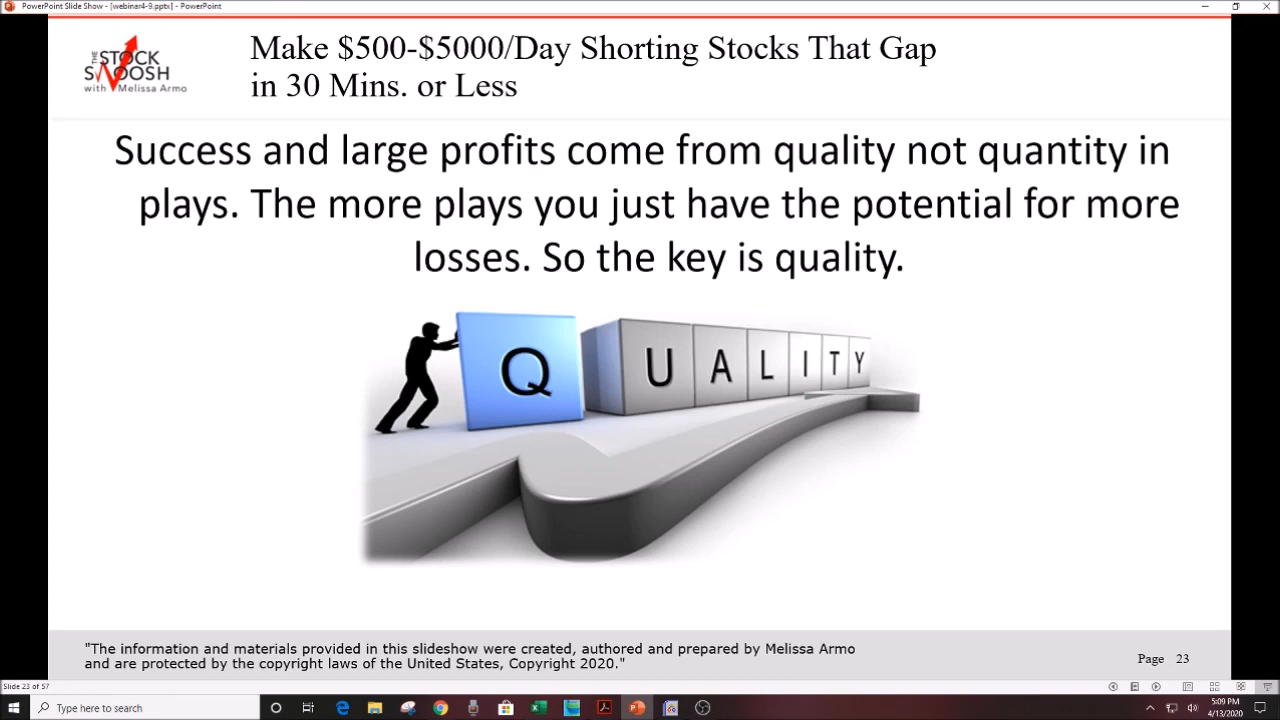 PowerPoint Slide Show - [webinar4-9.pptx] - PowerPoint
THE
STOCK
SWOOSH
with Melissa Armo
Make $500-$5000/Day Shorting Stocks That Gap
in 30 Mins. or Less
Success and large profits come from quality not quantity in
plays. The more plays you just have the potential for more
losses. So the key is quality.
Q U A L I T Y
"The information and materials provided in this slideshow were created, authored and prepared by Melissa Armo
and are protected by the copyright laws of the United States, Copyright 2020."
Page 23
Slide 23 of 57
Type here to search
5:09 PM
4/13/2020